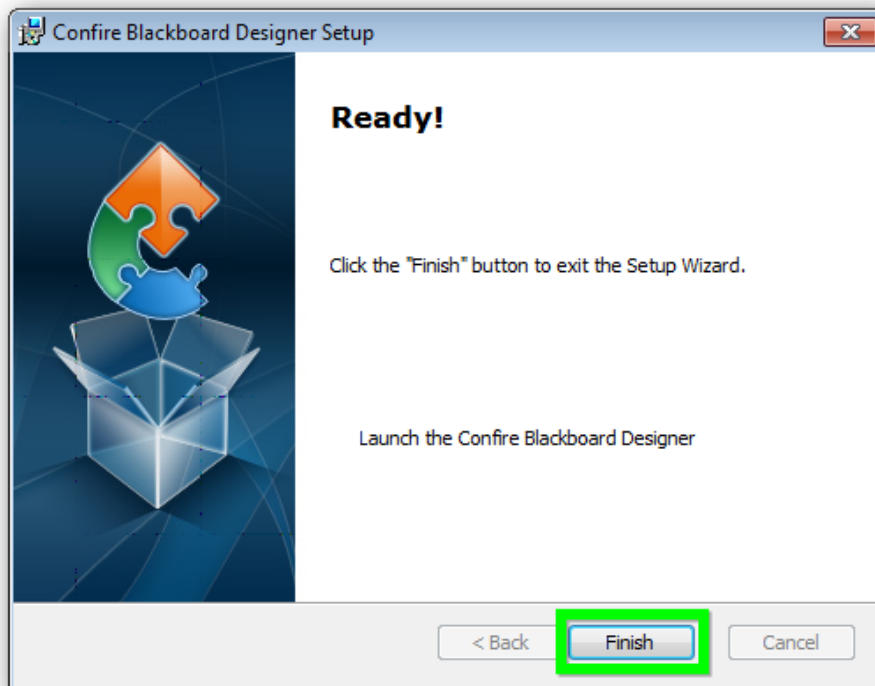 Confire Blackboard Designer Setup
Ready!
Click the "Finish" button to exit the Setup Wizard.
Launch the Confire Blackboard Designer
< Back Finish Cancel